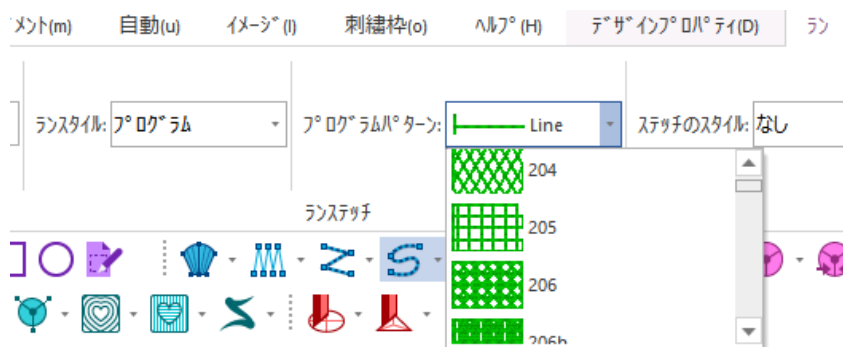 ﾒﾝﾄ(m) 自動(u) ｲﾒｰｼﾞ(I) 刺繍枠(o) ﾍﾙﾌﾟ(H) ﾃﾞｻﾞｲﾝﾌﾟﾛﾊﾟﾃｨ(D) ﾗﾝ
ﾗﾝｽﾀｲﾙ: ﾌﾟﾛｸﾞﾗﾑ ﾌﾟﾛｸﾞﾗﾑﾊﾟﾀｰﾝ: Line ｽﾃｯﾁのｽﾀｲﾙ: なし
204
ﾗﾝｽﾃｯﾁ
205
206
206b